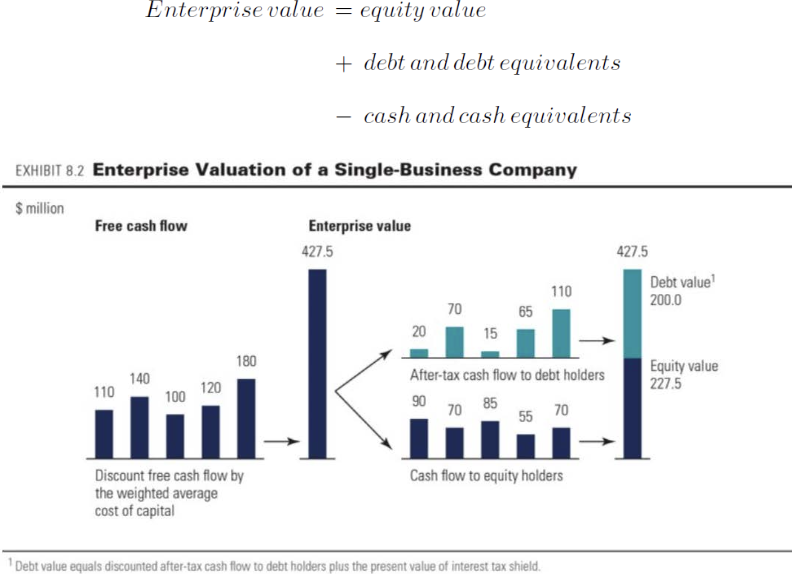 Enterprise value = equity value
+ debt and debt equivalents
− cash and cash equivalents
EXHIBIT 8.2 Enterprise Valuation of a Single-Business Company
$ million
Free cash flow
Enterprise value
110
140
100
120
180
Discount free cash flow by
the weighted average
cost of capital
427.5
20
70
15
65
110
After-tax cash flow to debt holders
90
70
85
55
70
Cash flow to equity holders
427.5
Debt value¹
200.0
Equity value
227.5
¹ Debt value equals discounted after-tax cash flow to debt holders plus the present value of interest tax shield.